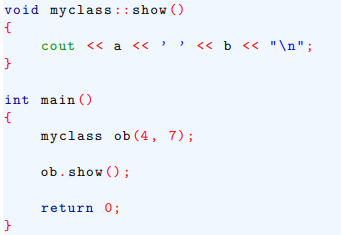 void myclass::show()
{
    cout << a << ’ ’ << b << "\n";
}

int main()
{
    myclass ob(4, 7);

    ob.show();

    return 0;
}